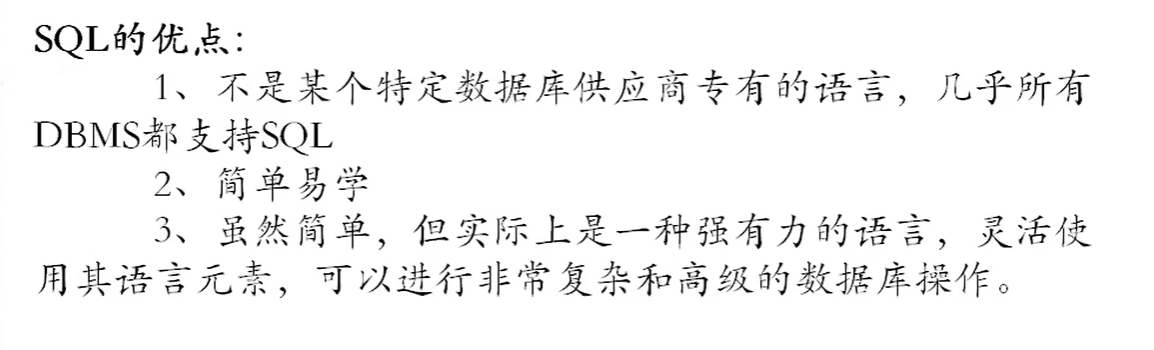 SQL的优点：
1、不是某个特定数据库供应商专有的语言，几乎所有
DBMS都支持SQL
2、简单易学
3、虽然简单，但实际上是一种强有力的语言，灵活使
用其语言元素，可以进行非常复杂和高级的数据库操作。